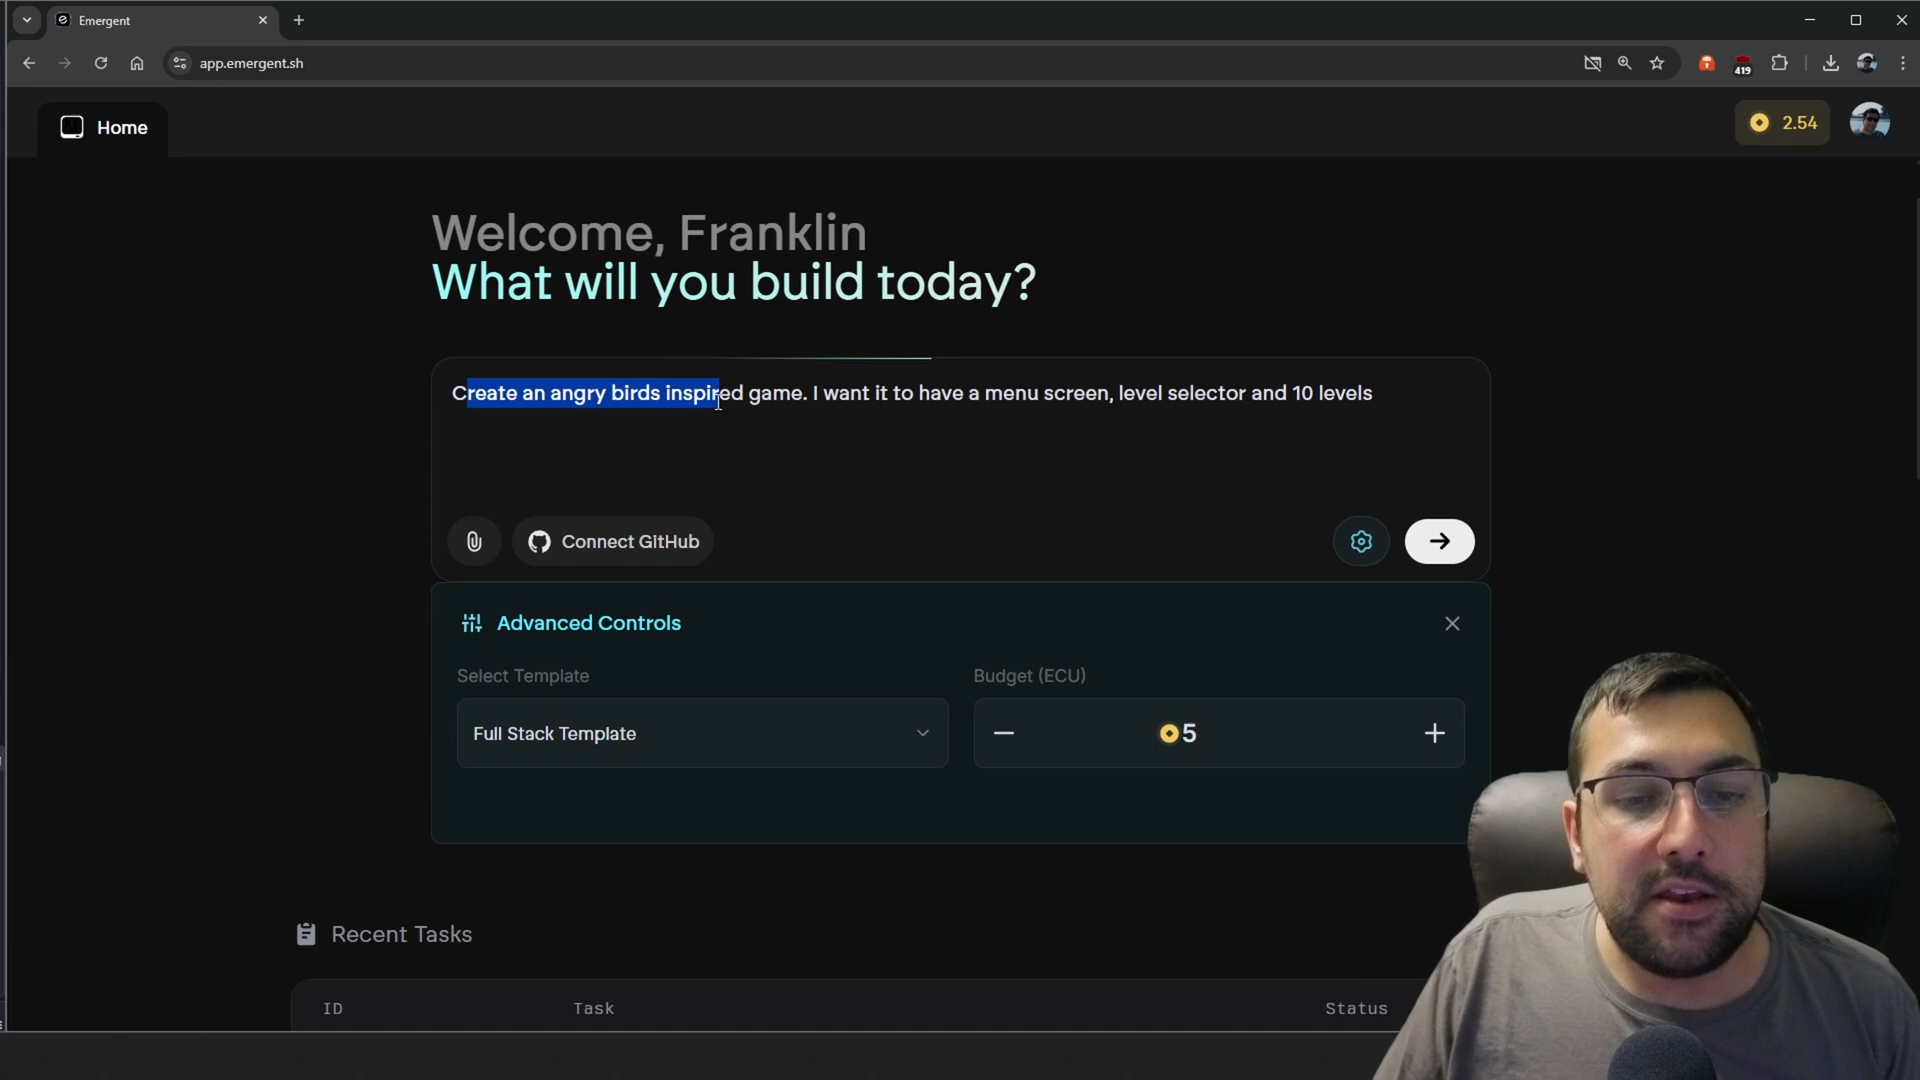 Emergent
app.emergent.sh
419
Home
2.54
Welcome, Franklin
What will you build today?
Create an angry birds inspired game. I want it to have a menu screen, level selector and 10 levels
Connect GitHub
Advanced Controls
Select Template
Budget (ECU)
Full Stack Template
5
Recent Tasks
ID
Task
Status